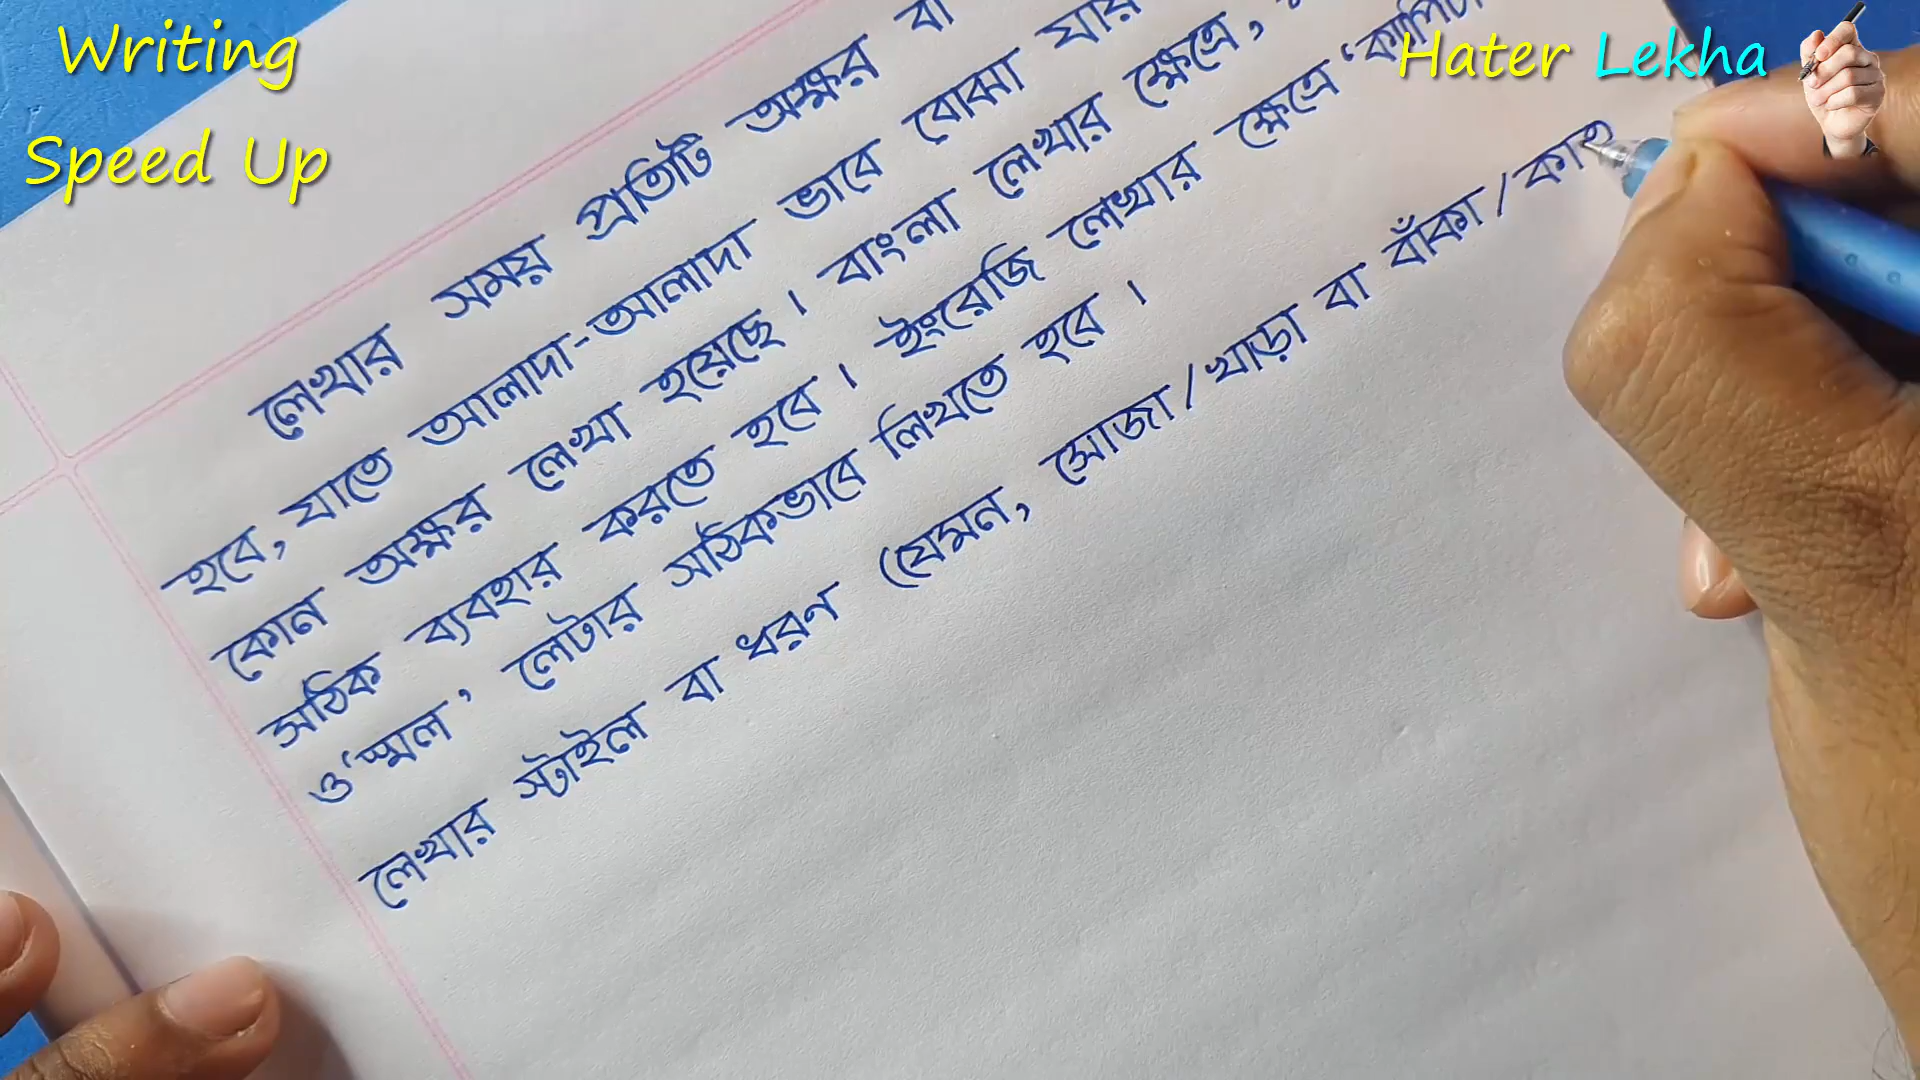 Writing
Speed Up
Hater Lekha
লেখার সময় প্রতিটি অক্ষর বা
হবে, যাতে আলাদা-আলাদা ভাবে বোঝা যায়
কোন অক্ষর লেখা হয়েছে। বাংলা লেখার ক্ষেত্রে,
সঠিক ব্যবহার করতে হবে। ইংরেজি লেখার ক্ষেত্রে
ও 'স্মল' লেটার সঠিকভাবে লিখতে হবে।
লেখার স্টাইল বা ধরণ (যেমন, সোজা/খাড়া বা বাঁকা/